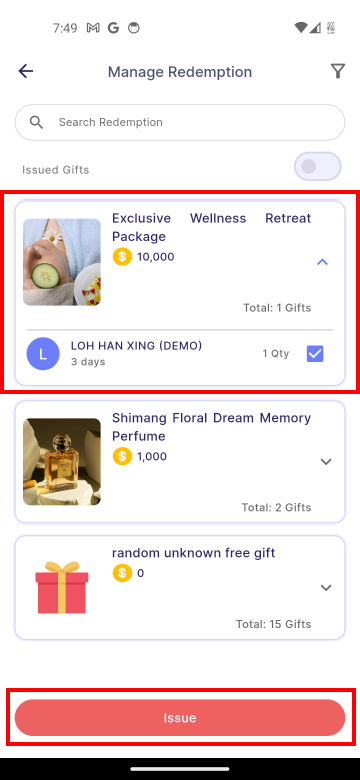 7:49
Manage Redemption
Search Redemption
Issued Gifts
Exclusive Wellness Retreat
Package
10,000
Total: 1 Gifts
L
LOH HAN XING (DEMO)
1 Qty
3 days
Shimang Floral Dream Memory
Perfume
1,000
Total: 2 Gifts
random unknown free gift
0
Total: 15 Gifts
Issue